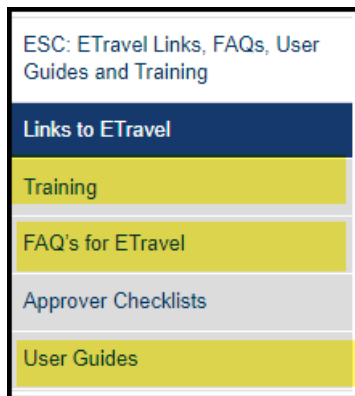 ESC: ETravel Links, FAQs, User
Guides and Training
Links to ETravel
Training
FAQ's for ETravel
Approver Checklists
User Guides